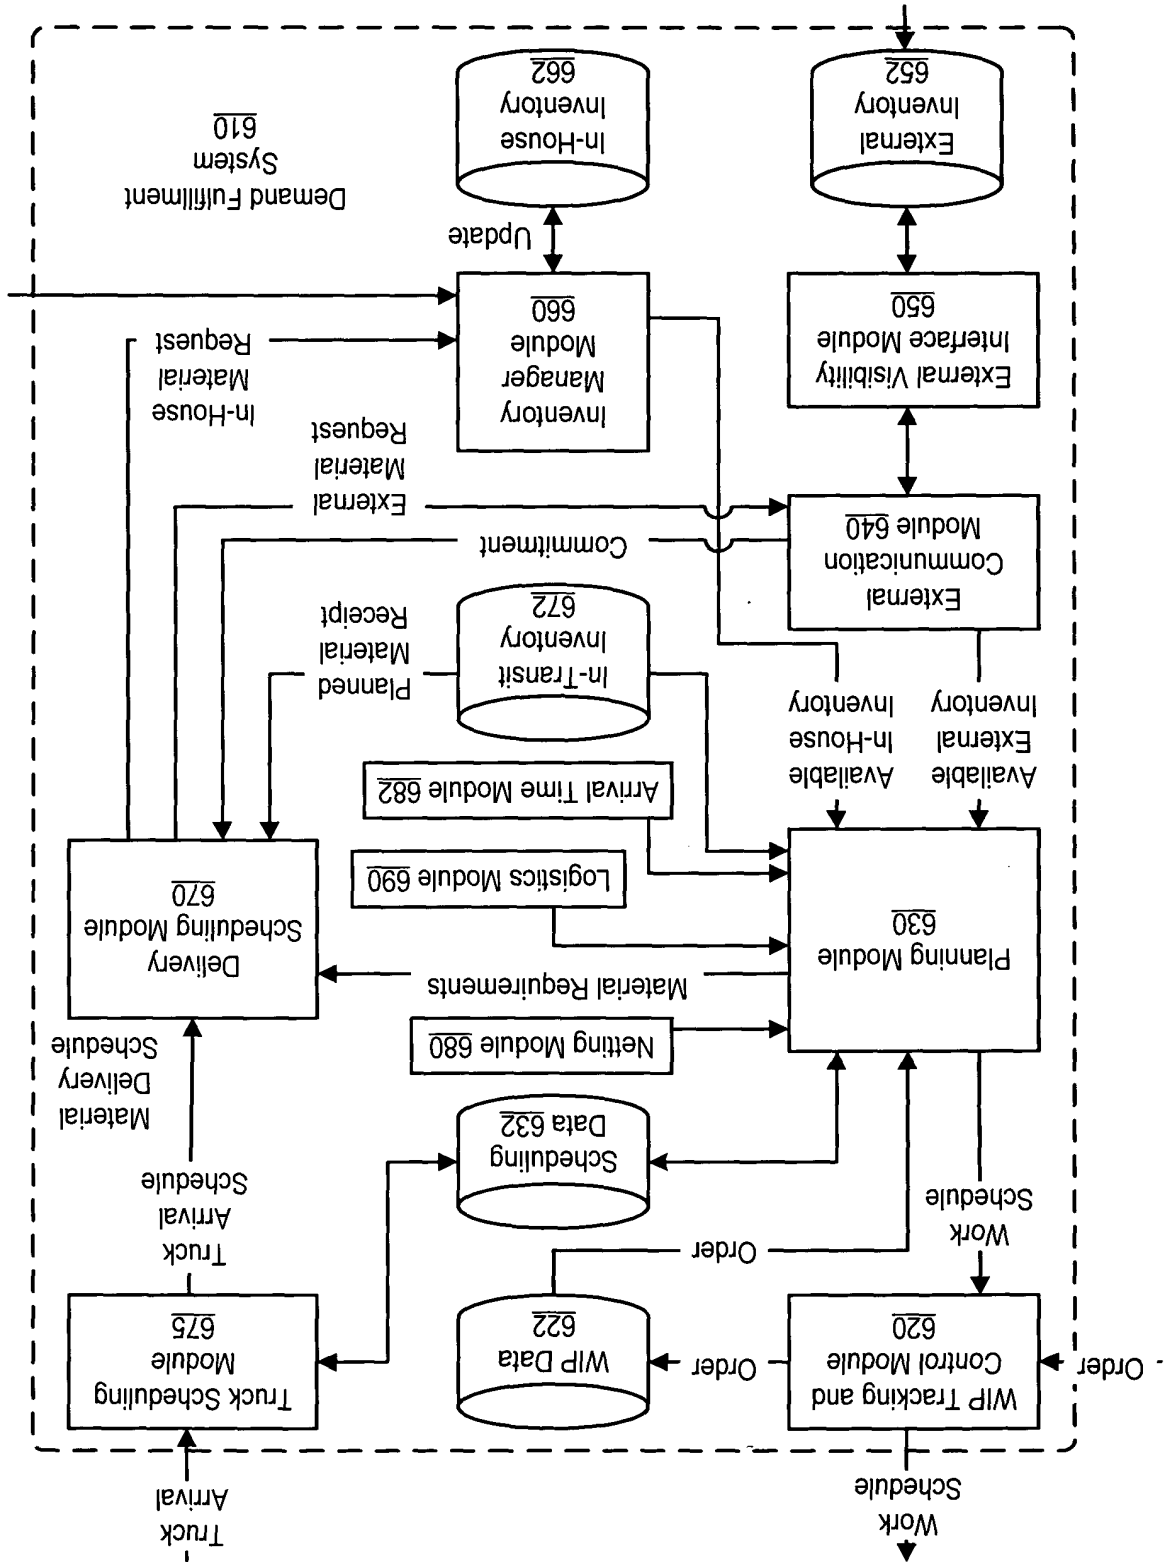 Work
Schedule
Truck
Arrival
Order
WIP Tracking and
Control Module
620
Order
WIP Data
622
Truck Scheduling
Module
675
Work
Schedule
Order
Truck
Arrival
Schedule
Scheduling
Data 632
Material
Delivery
Schedule
Netting Module 680
Planning Module
630
Material Requirements
Delivery
Scheduling Module
670
Logistics Module 690
Arrival Time Module 682
Available
External
Inventory
Available
In-House
Inventory
In-Transit
Inventory
672
Planned
Material
Receipt
External
Communication
Module 640
Commitment
External
Material
Request
External Visibility
Interface Module
650
Inventory
Manager
Module
660
In-House
Material
Request
Update
External
Inventory
652
In-House
Inventory
662
Demand Fulfillment
System
610